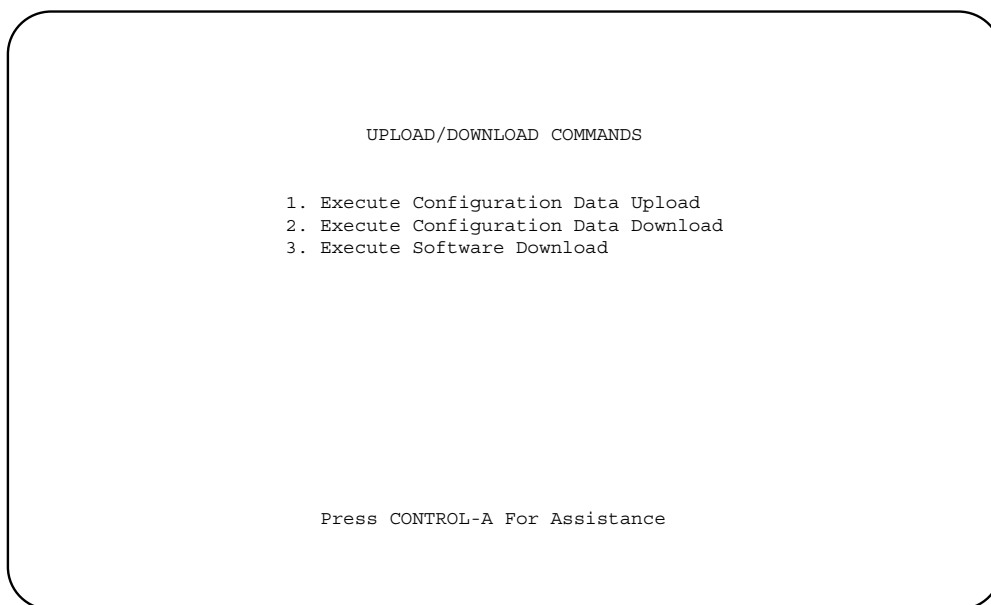 UPLOAD/DOWNLOAD COMMANDS
1. Execute Configuration Data Upload
2. Execute Configuration Data Download
3. Execute Software Download
Press CONTROL-A For Assistance